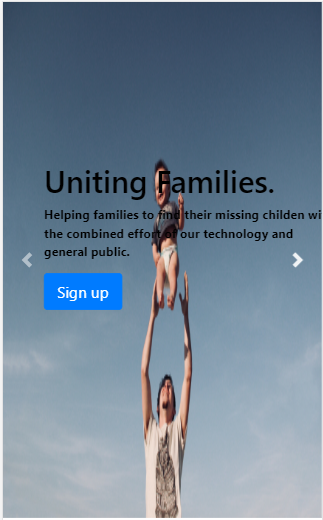 Uniting Families.
Helping families to find their missing childen wi
the combined effort of our technology and
general public.
Sign up